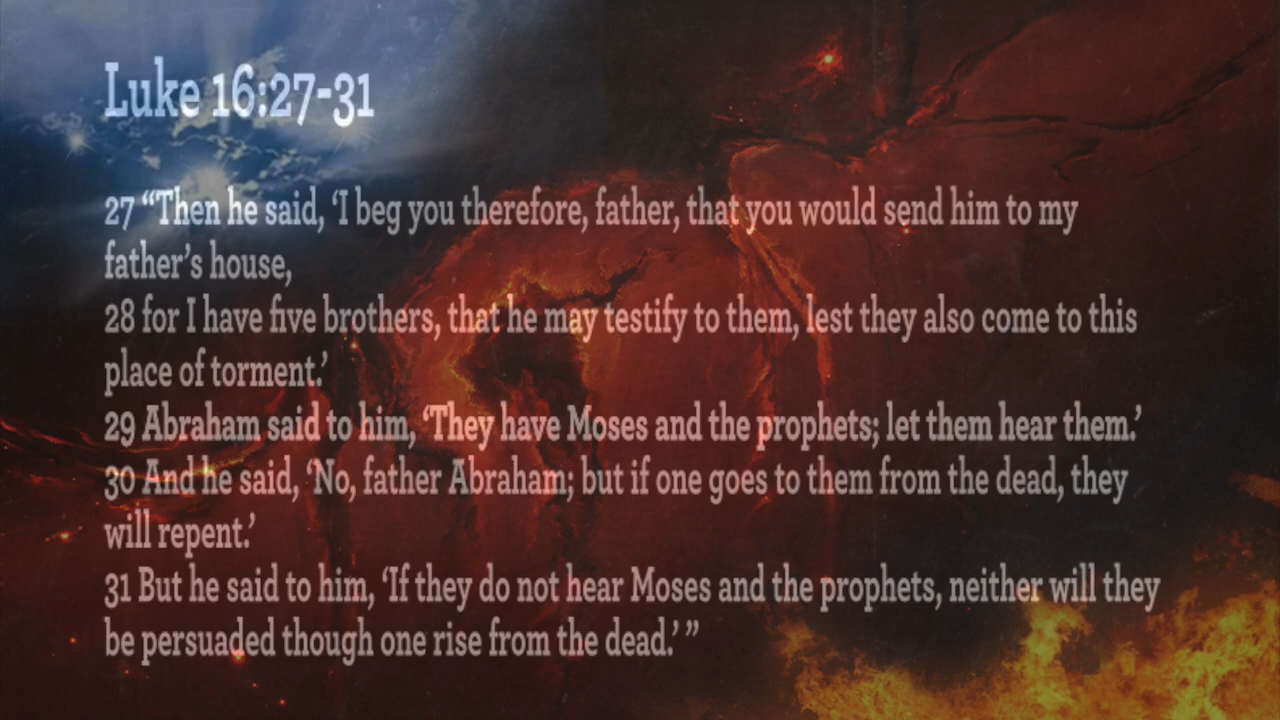 Luke 16:27-31
27 “Then he said, ‘I beg you therefore, father, that you would send him to my
father’s house,
28 for I have five brothers, that he may testify to them, lest they also come to this
place of torment.’
29 Abraham said to him, ‘They have Moses and the prophets; let them hear them.’
30 And he said, ‘No, father Abraham; but if one goes to them from the dead, they
will repent.’
31 But he said to him, ‘If they do not hear Moses and the prophets, neither will they
be persuaded though one rise from the dead.’ ”